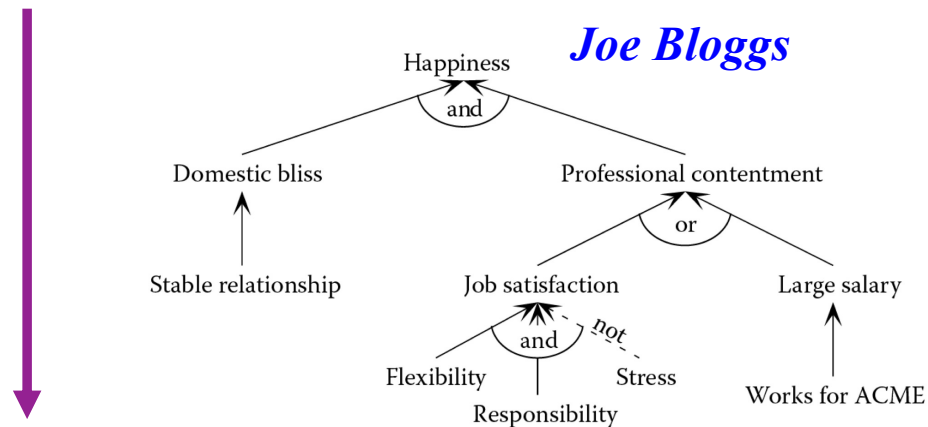 Joe Bloggs
Happiness
and
Domestic bliss
Professional contentment
or
Stable relationship
Job satisfaction
Large salary
not
and
Flexibility
Stress
Works for ACME
Responsibility